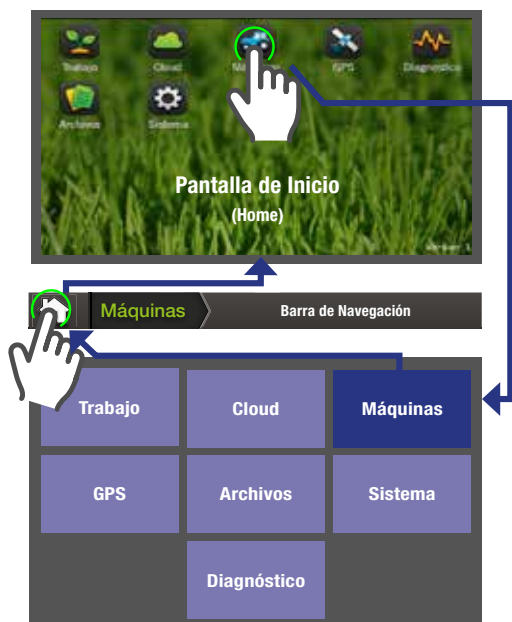 Trabajo
Cloud
GPS
Diagnostico
Archivos
Sistema
Pantalla de Inicio
(Home)
Máquinas
Barra de Navegación
Trabajo
Cloud
Máquinas
GPS
Archivos
Sistema
Diagnóstico